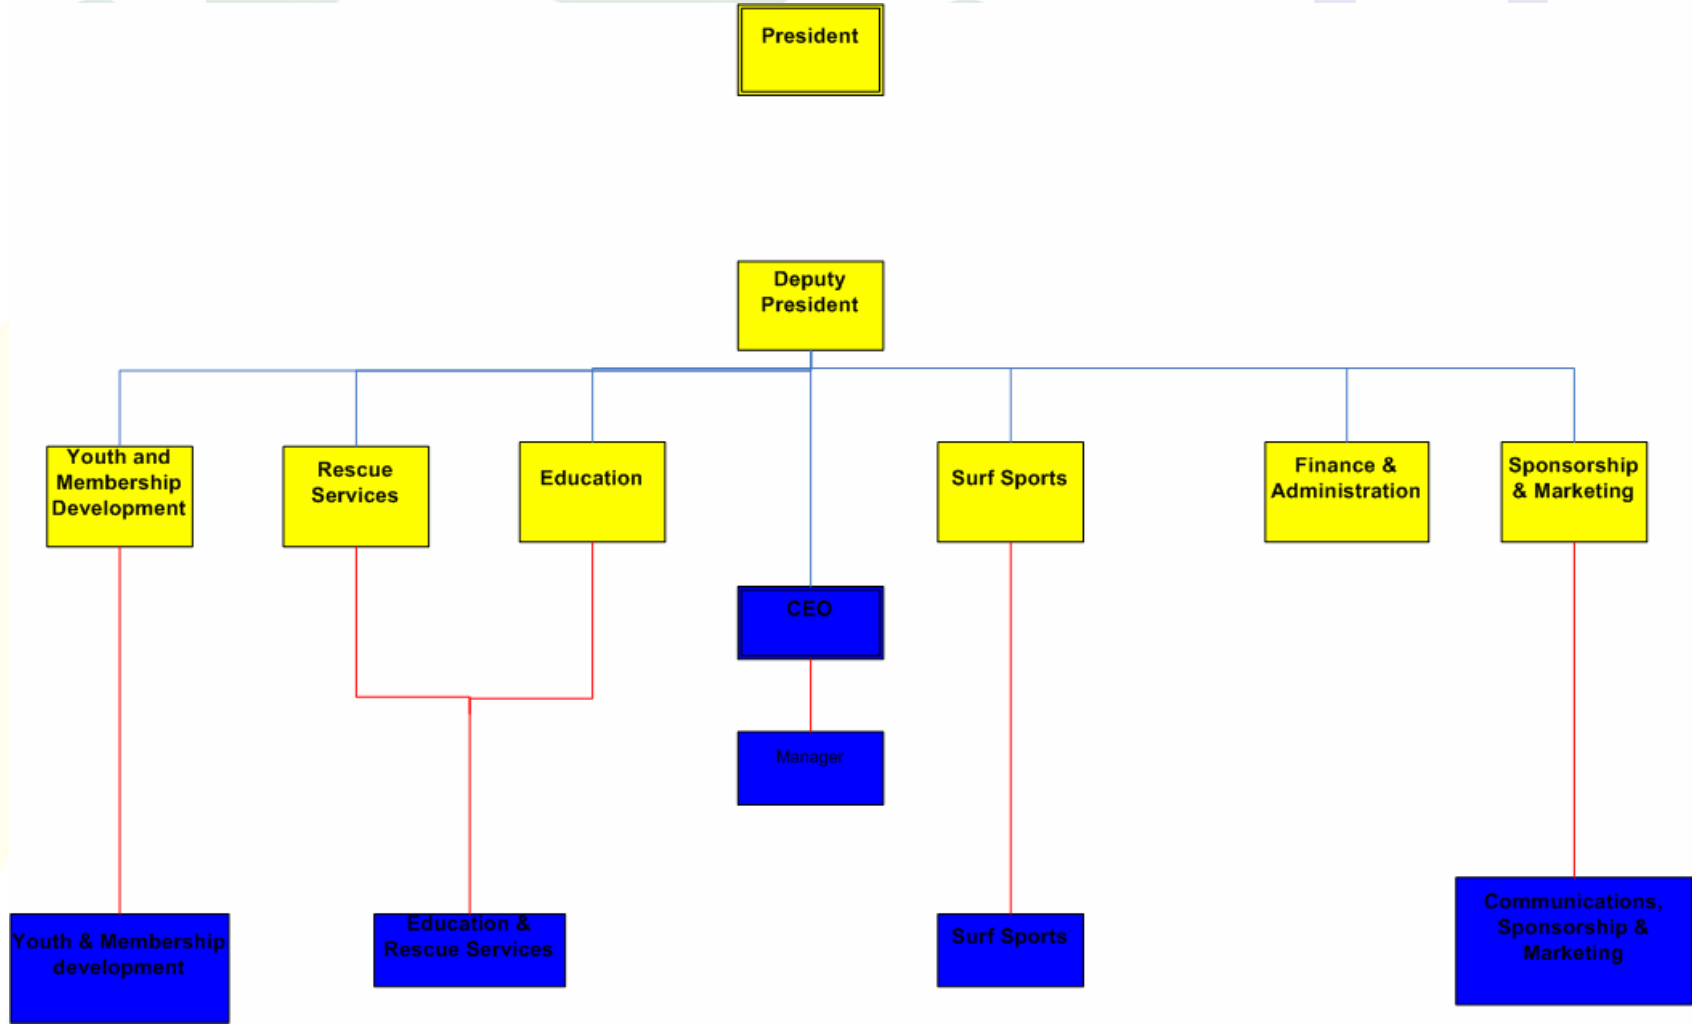 President
Deputy
President
Youth and
Membership
Development
Rescue
Services
Education
Surf Sports
Finance &
Administration
Sponsorship
& Marketing
CEO
Manager
Youth & Membership
development
Education &
Rescue Services
Surf Sports
Communications,
Sponsorship &
Marketing